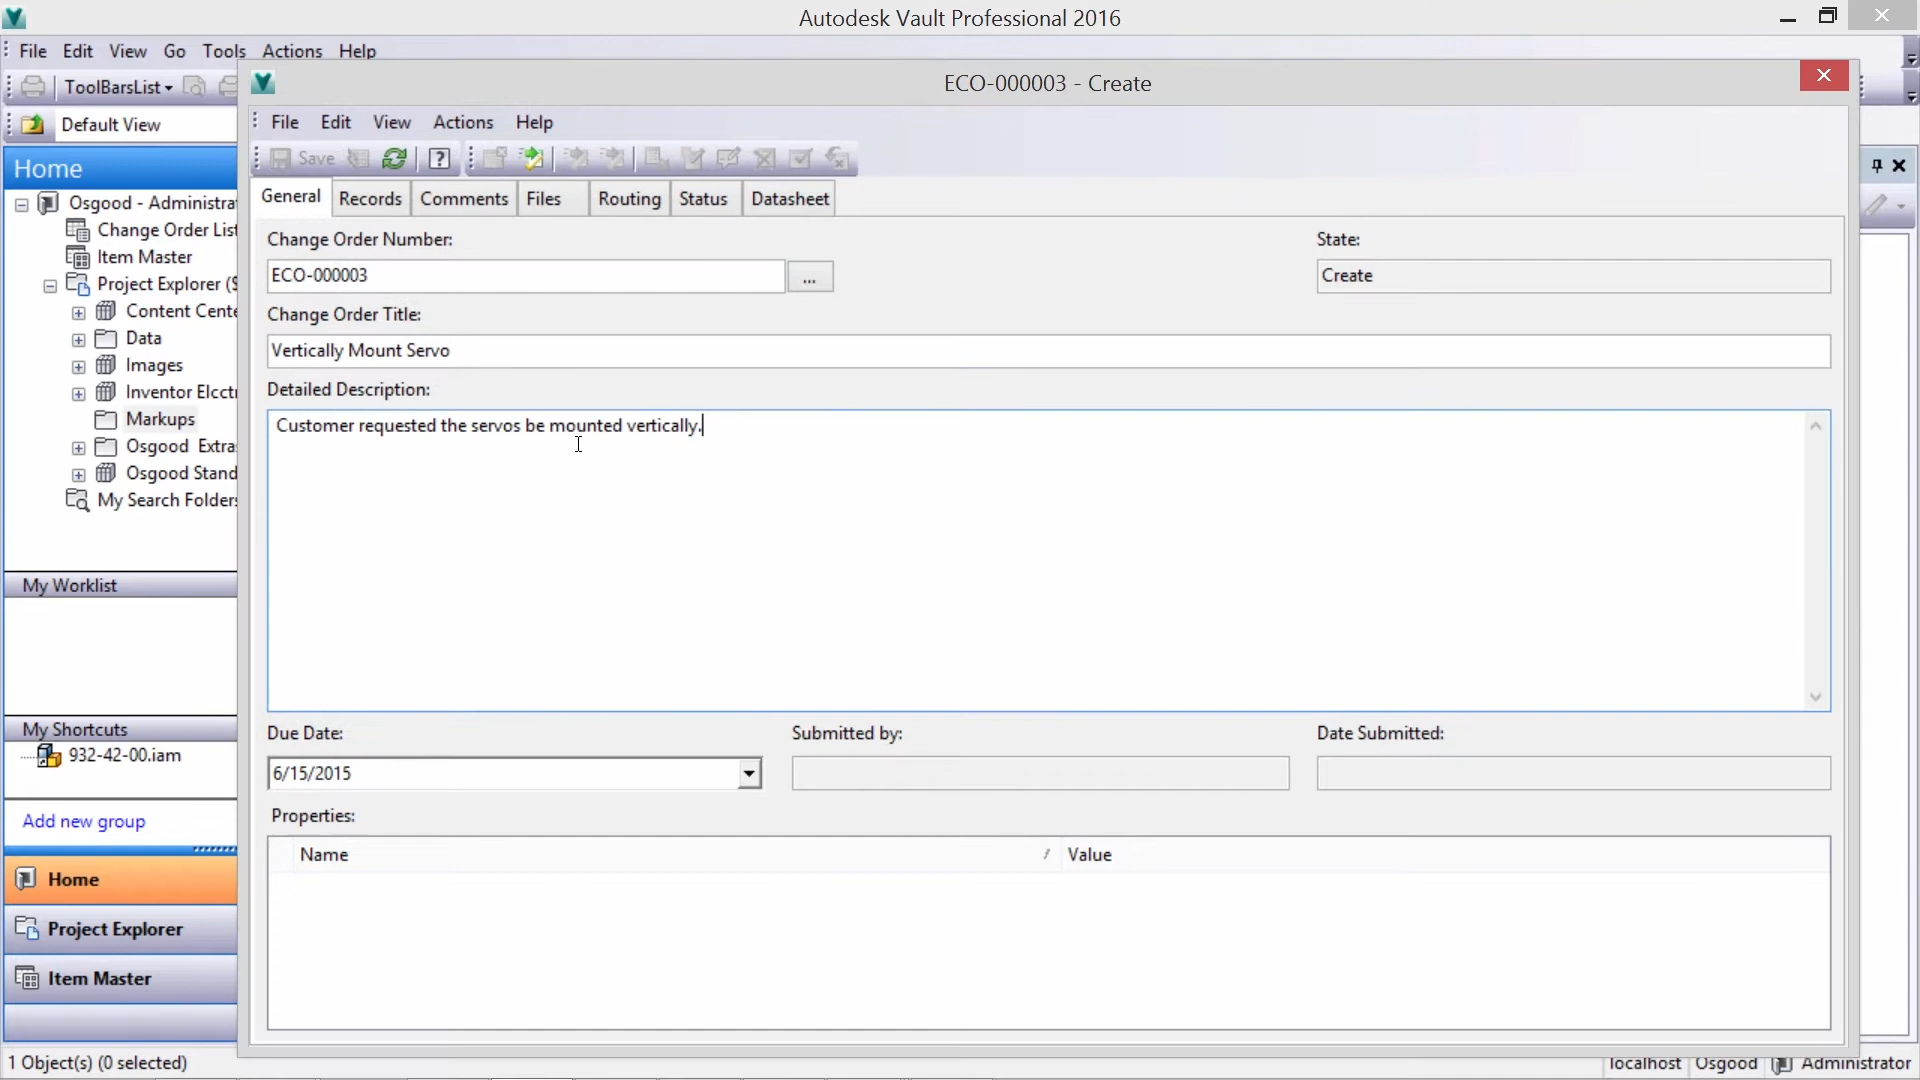 Autodesk Vault Professional 2016
File Edit View Go Tools Actions Help
ToolBarsList
Default View
Home
Osgood - Administra
Change Order List
Item Master
Project Explorer ($
Content Cente
Data
Images
Inventor
Markups
Osgood Extra
Osgood Stand
My Search Folders
My Worklist
My Shortcuts
932-42-00.iam
Add new group
Home
Project Explorer
Item Master
1 Object(s) (0 selected)
ECO-000003 - Create
File Edit View Actions Help
Save
General Records Comments Files Routing Status Datasheet
Change Order Number:
State:
ECO-000003
...
Create
Change Order Title:
Vertically Mount Servo
Detailed Description:
Customer requested the servos be mounted vertically.
Due Date:
Submitted by:
Date Submitted:
6/15/2015
Properties:
Name
Value
localhost Osgood Administrator